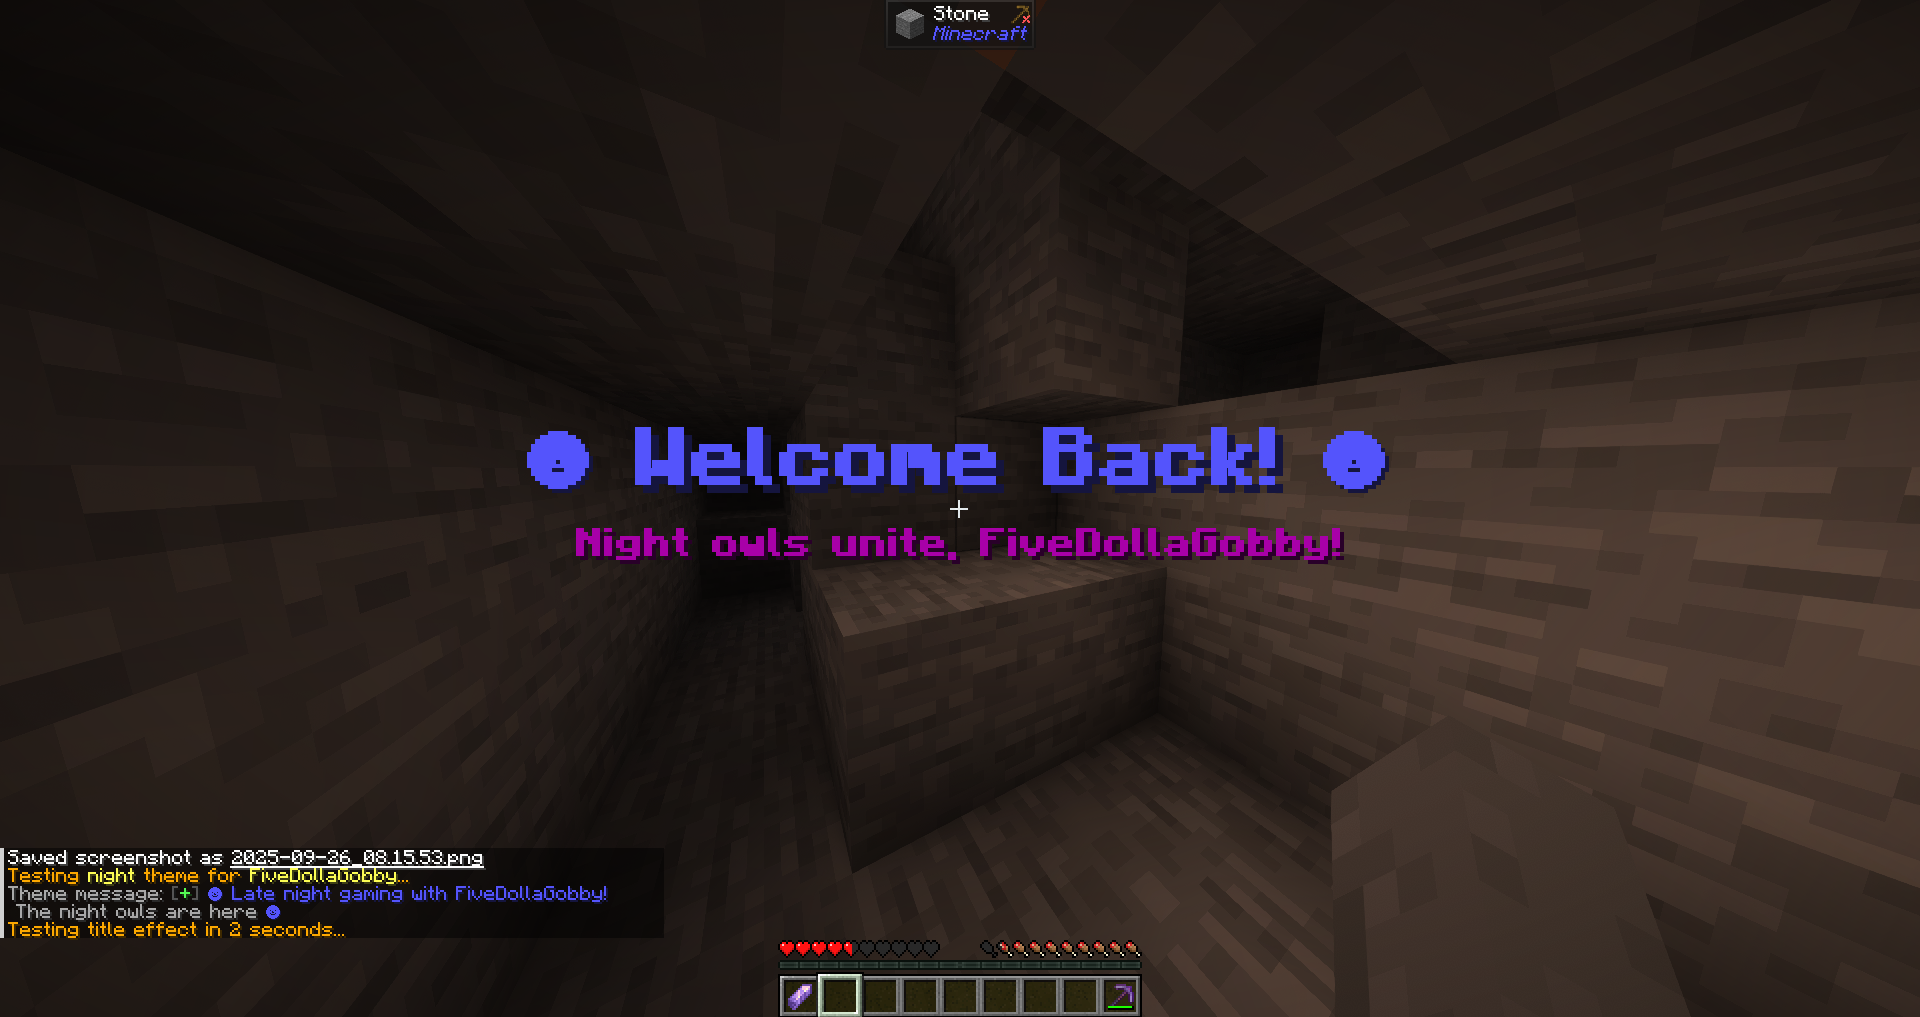 Stone
Minecraft
☻ Welcome Back! ☻
Night owls unite, FiveDollaGobby!
Saved screenshot as 2025-09-26_08.15.53.png
Testing night theme for FiveDollaGobby...
Theme message: [+] ☻ Late night gaming with FiveDollaGobby!
The night owls are here ☻
Testing title effect in 2 seconds...